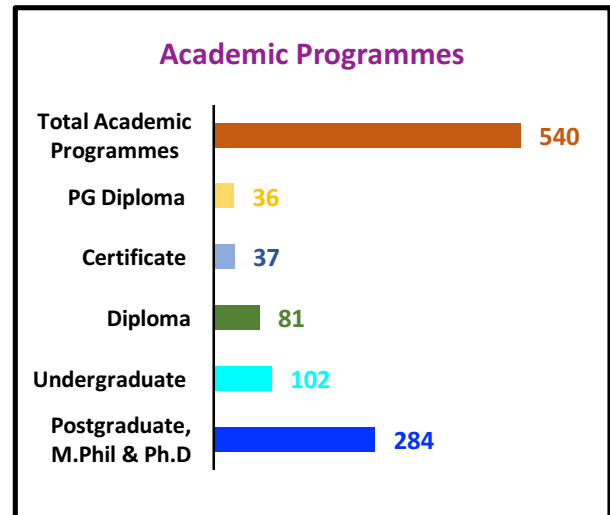 Academic Programmes
Total Academic
Programmes
540
PG Diploma
36
Certificate
37
Diploma
81
Undergraduate
102
Postgraduate,
M.Phil & Ph.D
284